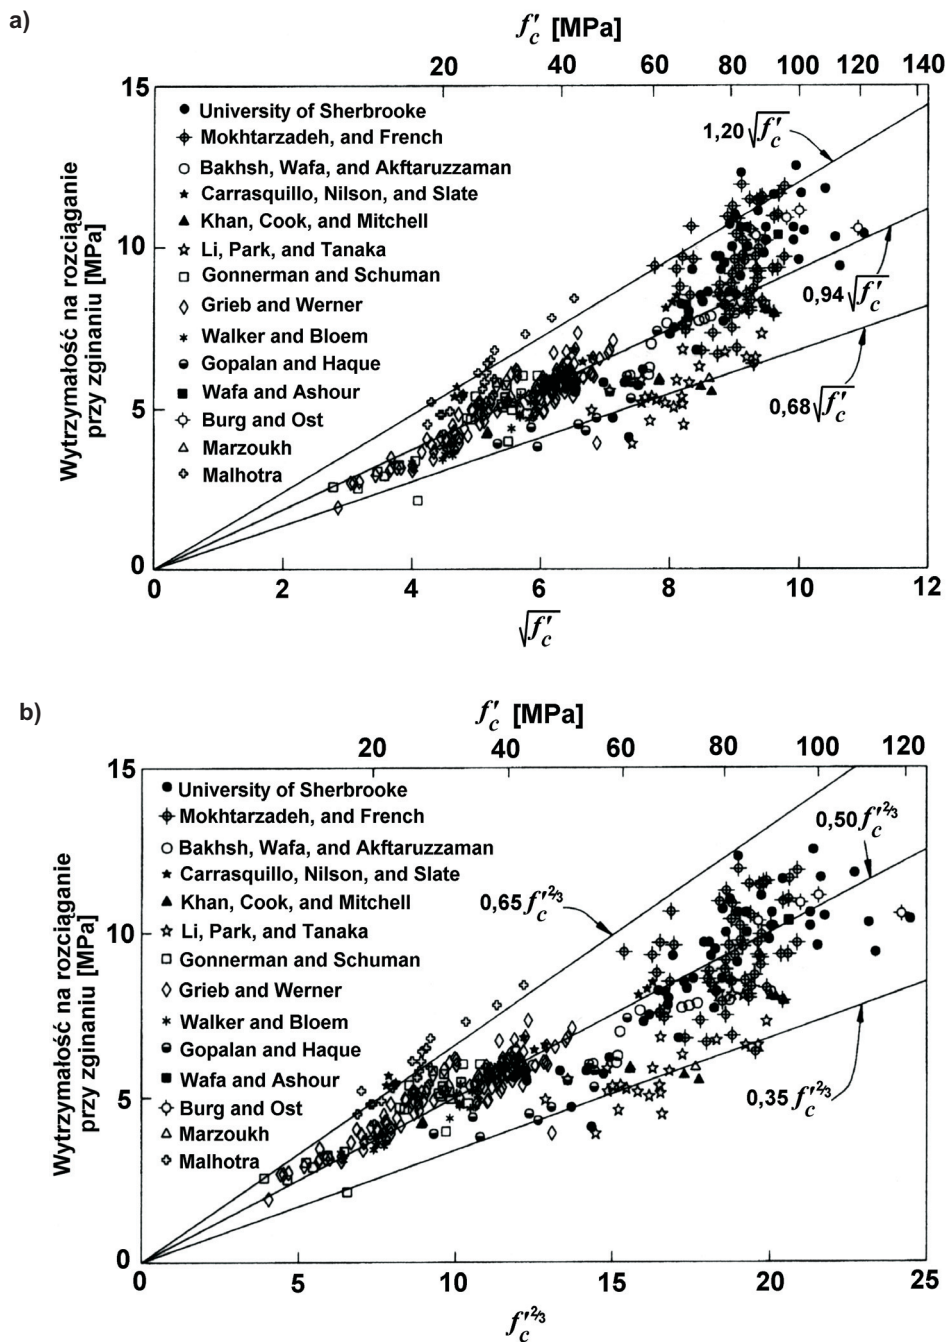 a)
f′c [MPa]
20 40 60 80 100 120 140
15
10
5
0
Wytrzymałość na rozciąganie
przy zginaniu [MPa]
University of Sherbrooke
Mokhtarzadeh, and French
Bakhsh, Wafa, and Akftaruzzaman
Carrasquillo, Nilson, and Slate
Khan, Cook, and Mitchell
Li, Park, and Tanaka
Gonnerman and Schuman
Grieb and Werner
Walker and Bloem
Gopalan and Haque
Wafa and Ashour
Burg and Ost
Marzoukh
Malhotra
1,20√f′c
0,94√f′c
0,68√f′c
0 2 4 6 8 10 12
√f′c
b)
f′c [MPa]
20 40 60 80 100 120
15
10
5
0
Wytrzymałość na rozciąganie
przy zginaniu [MPa]
University of Sherbrooke
Mokhtarzadeh, and French
Bakhsh, Wafa, and Akftaruzzaman
Carrasquillo, Nilson, and Slate
Khan, Cook, and Mitchell
Li, Park, and Tanaka
Gonnerman and Schuman
Grieb and Werner
Walker and Bloem
Gopalan and Haque
Wafa and Ashour
Burg and Ost
Marzoukh
Malhotra
0,65f′c^2/3
0,50f′c^2/3
0,35f′c^2/3
0 5 10 15 20 25
f′c^2/3